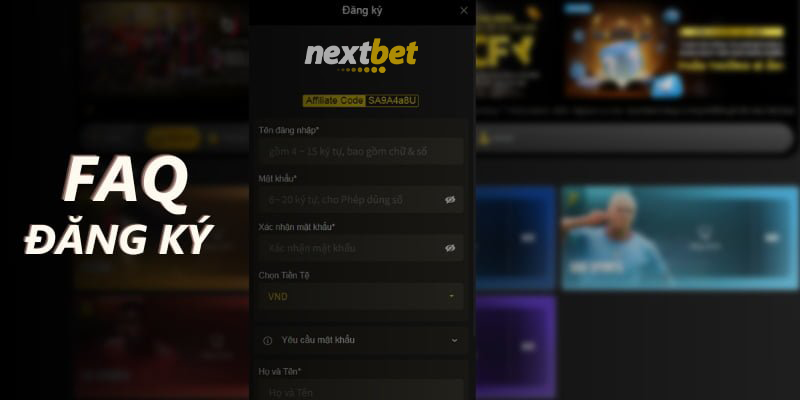 FAQ
ĐĂNG KÝ
Đăng ký
nextbet
Affiliate Code SA9A4a8U
Tên đăng nhập*
gồm 4 ~ 15 ký tự, bao gồm chữ & số
Mật khẩu*
6~ 20 ký tự, cho Phép dùng số
Xác nhận mật khẩu*
Xác nhận mật khẩu
Chọn Tiền Tệ
VND
Yêu cầu mật khẩu
Họ và Tên*
Họ và Tên